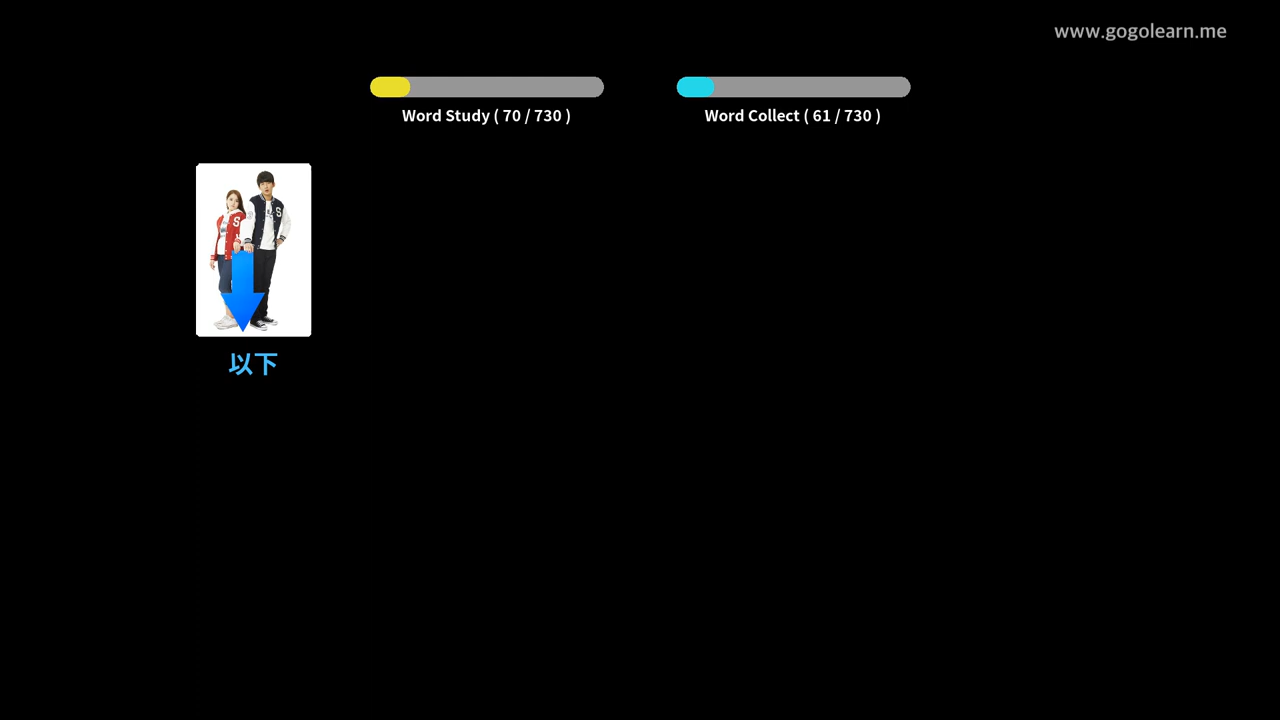 www.gogolearn.me
Word Study ( 70 / 730 )
Word Collect ( 61 / 730 )
S
S
以下